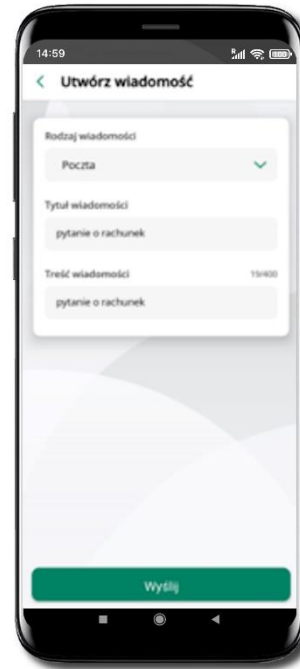 14:59
Utwórz wiadomość
Rodzaj wiadomości
Poczta
Tytuł wiadomości
pytanie o rachunek
Treść wiadomości 19/400
pytanie o rachunek
Wyślij